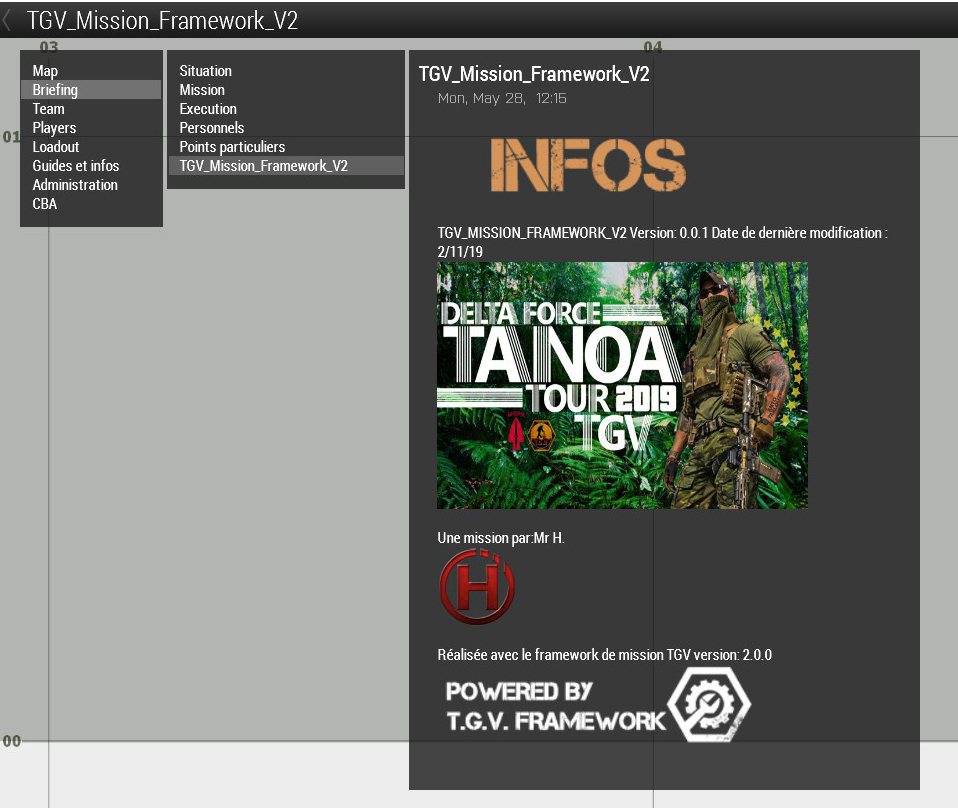 TGV_Mission_Framework_V2
03
04
01
00
Map
Briefing
Team
Players
Loadout
Guides et infos
Administration
CBA
Situation
Mission
Execution
Personnels
Points particuliers
TGV_Mission_Framework_V2
TGV_Mission_Framework_V2
Mon, May 28, 12:15
INFOS
TGV_MISSION_FRAMEWORK_V2 Version: 0.0.1 Date de dernière modification :
2/11/19
DELTA FORCE
TANOA
TOUR 2019
TGV
Une mission par:Mr H.
H
Réalisée avec le framework de mission TGV version: 2.0.0
POWERED BY
T.G.V. FRAMEWORK